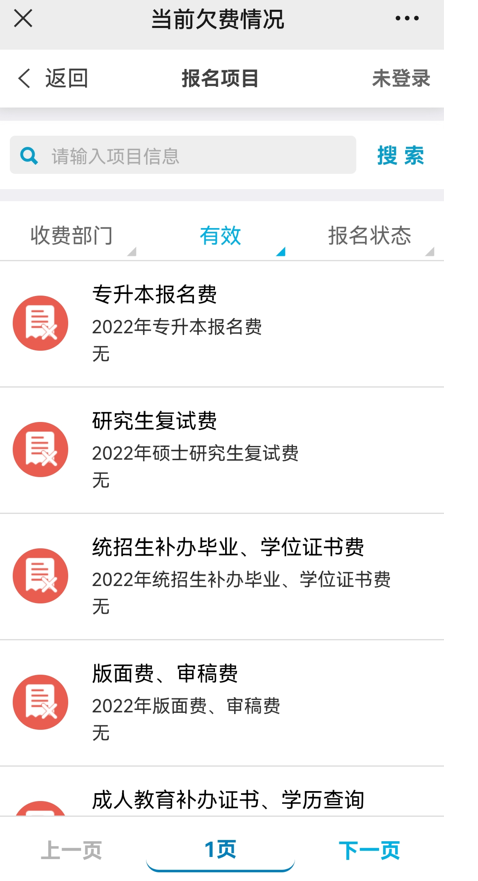 当前欠费情况
返回
报名项目
未登录
请输入项目信息
搜 索
收费部门
有效
报名状态
专升本报名费
2022年专升本报名费
无
研究生复试费
2022年硕士研究生复试费
无
统招生补办毕业、学位证书费
2022年统招生补办毕业、学位证书费
无
版面费、审稿费
2022年版面费、审稿费
无
成人教育补办证书、学历查询
上一页
1页
下一页